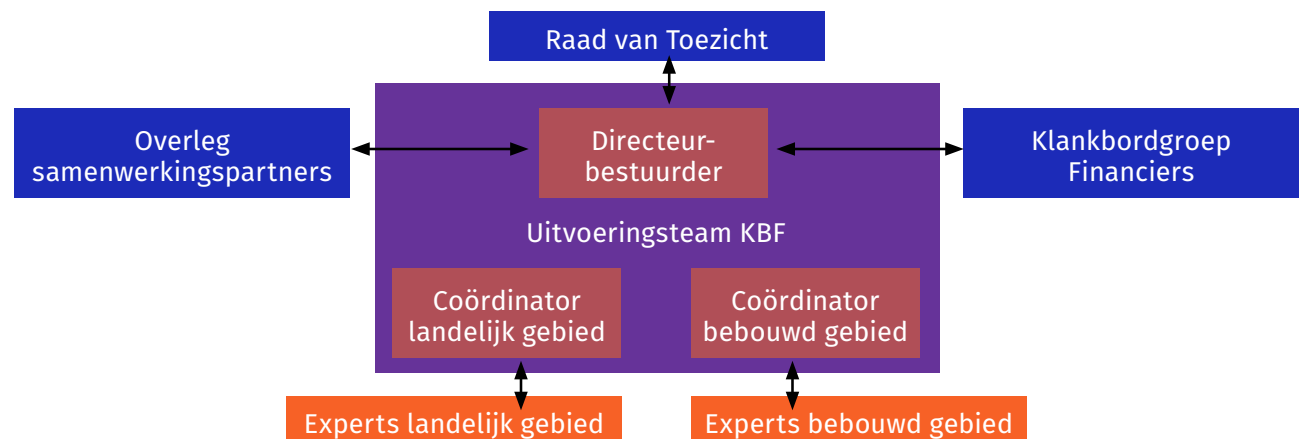 Raad van Toezicht
Overleg
samenwerkingspartners
Directeur-
bestuurder
Klankbordgroep
Financiers
Uitvoeringsteam KBF
Coördinator
landelijk gebied
Coördinator
bebouwd gebied
Experts landelijk gebied
Experts bebouwd gebied